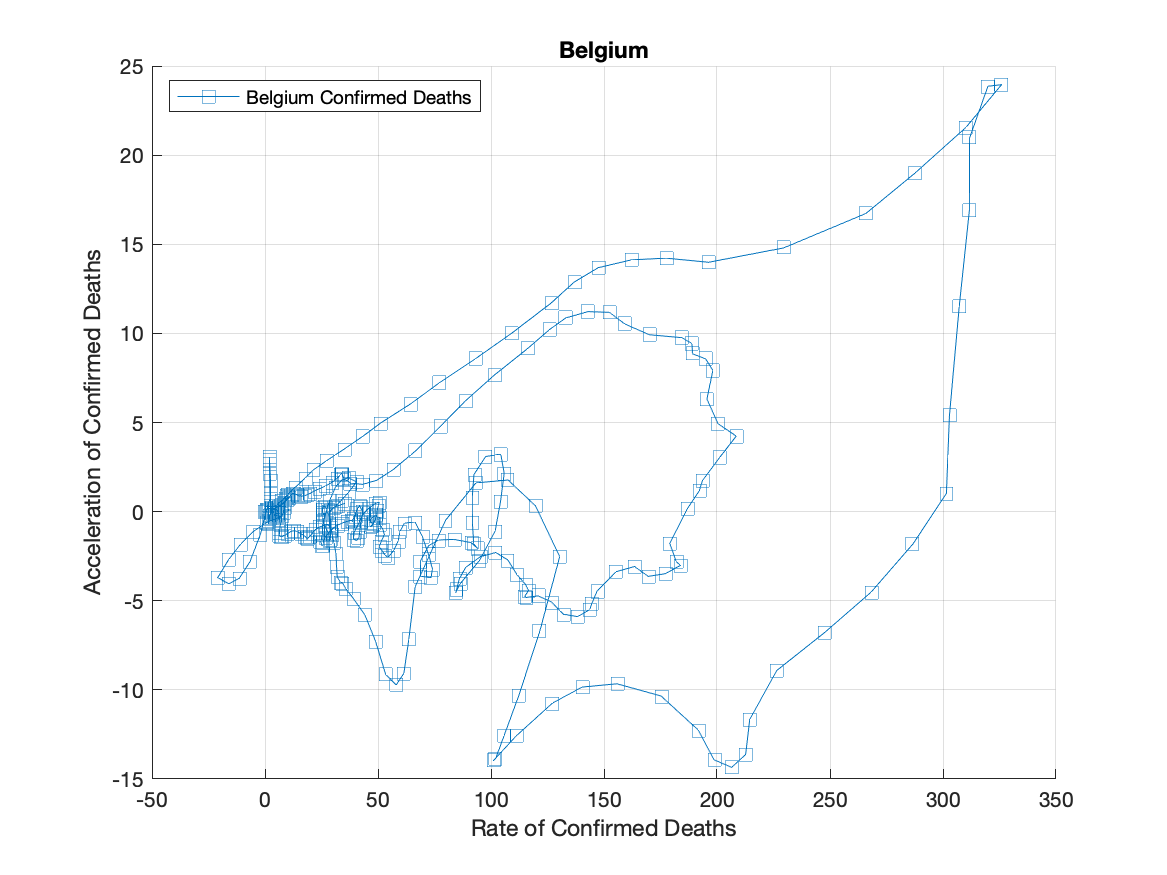 Belgium
25
Belgium Confirmed Deaths
20
15
10
5
0
-5
-10
-15
Acceleration of Confirmed Deaths
-50 0 50 100 150 200 250 300 350
Rate of Confirmed Deaths